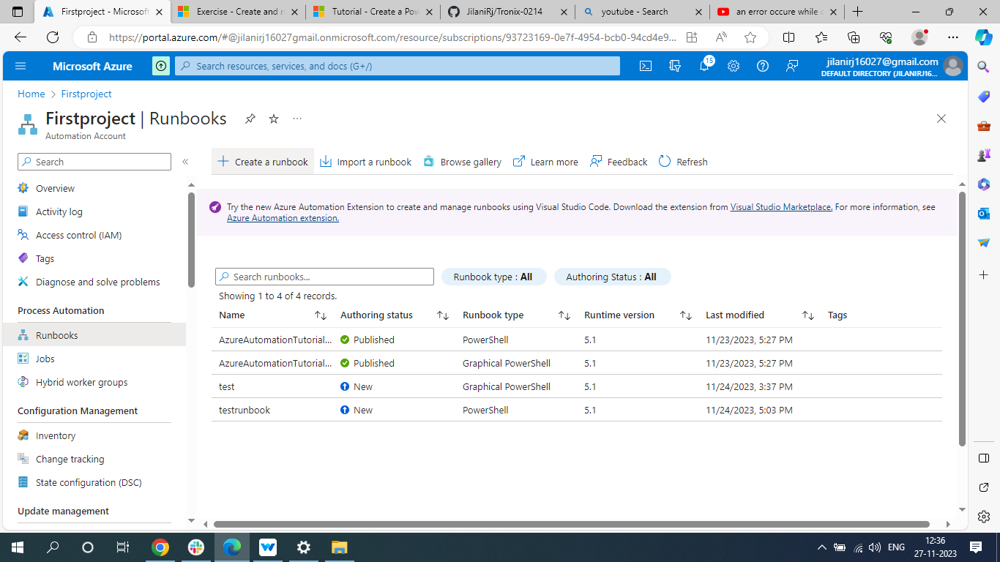 Firstproject - Microsoft
Exercise - Create and r
Tutorial - Create a Pow
JilaniRj/Tronix-0214
youtube - Search
an error occure while c
https://portal.azure.com/#@jilanirj16027gmail.onmicrosoft.com/resource/subscriptions/93723169-0e7f-4954-bcb0-94cd4e9...
Microsoft Azure
Search resources, services, and docs (G+/)
15
jilanirj16027@gmail.com
DEFAULT DIRECTORY (JILANIRJ16...
Home > Firstproject
Firstproject | Runbooks
Automation Account
Search
Overview
Activity log
Access control (IAM)
Tags
Diagnose and solve problems
Process Automation
Runbooks
Jobs
Hybrid worker groups
Configuration Management
Inventory
Change tracking
State configuration (DSC)
Update management
Create a runbook
Import a runbook
Browse gallery
Learn more
Feedback
Refresh
Try the new Azure Automation Extension to create and manage runbooks using Visual Studio Code. Download the extension from Visual Studio Marketplace. For more information, see
Azure Automation extension.
Search runbooks...
Runbook type : All
Authoring Status : All
Showing 1 to 4 of 4 records.
Name Authoring status Runbook type Runtime version Last modified Tags
AzureAutomationTutorial... Published PowerShell 5.1 11/23/2023, 5:27 PM
AzureAutomationTutorial... Published Graphical PowerShell 5.1 11/23/2023, 5:27 PM
test New Graphical PowerShell 5.1 11/24/2023, 3:37 PM
testrunbook New PowerShell 5.1 11/24/2023, 5:03 PM
ENG
12:36
27-11-2023